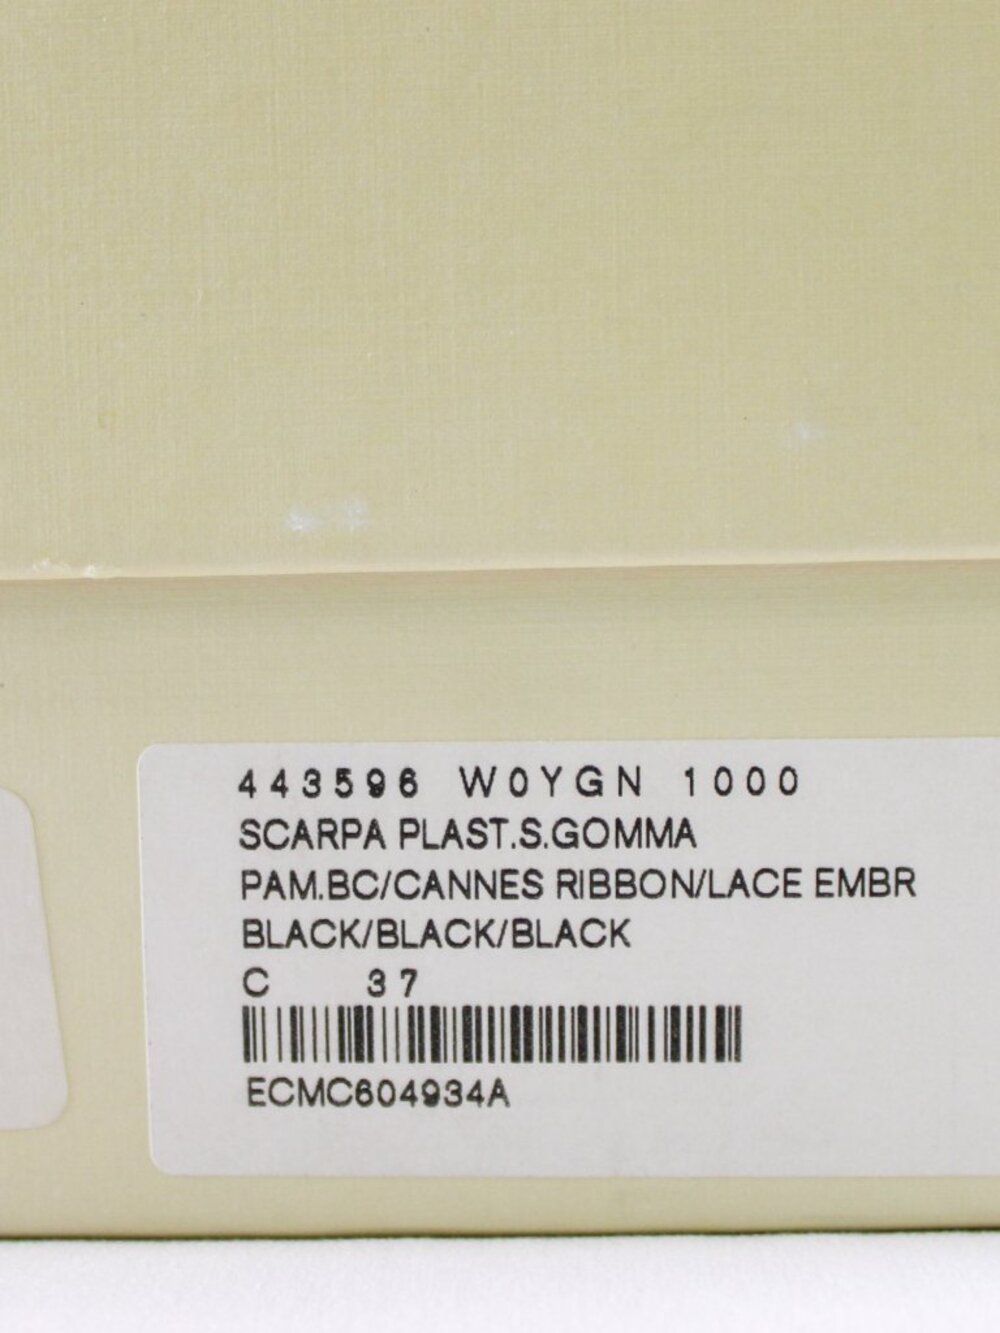 443596 W0YGN 1000
SCARPA PLAST.S.GOMMA
PAM.BC/CANNES RIBBON/LACE EMBR
BLACK/BLACK/BLACK
C 37
ECMC604934A